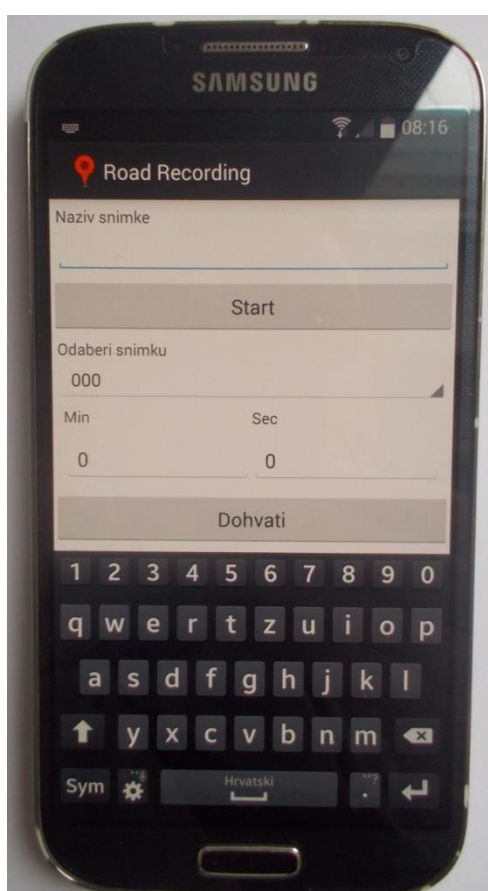 SAMSUNG
08:16
Road Recording
Naziv snimke
Start
Odaberi snimku
000
Min Sec
0 0
Dohvati
1 2 3 4 5 6 7 8 9 0
q w e r t z u i o p
a s d f g h j k l
y x c v b n m
Sym Hrvatski .